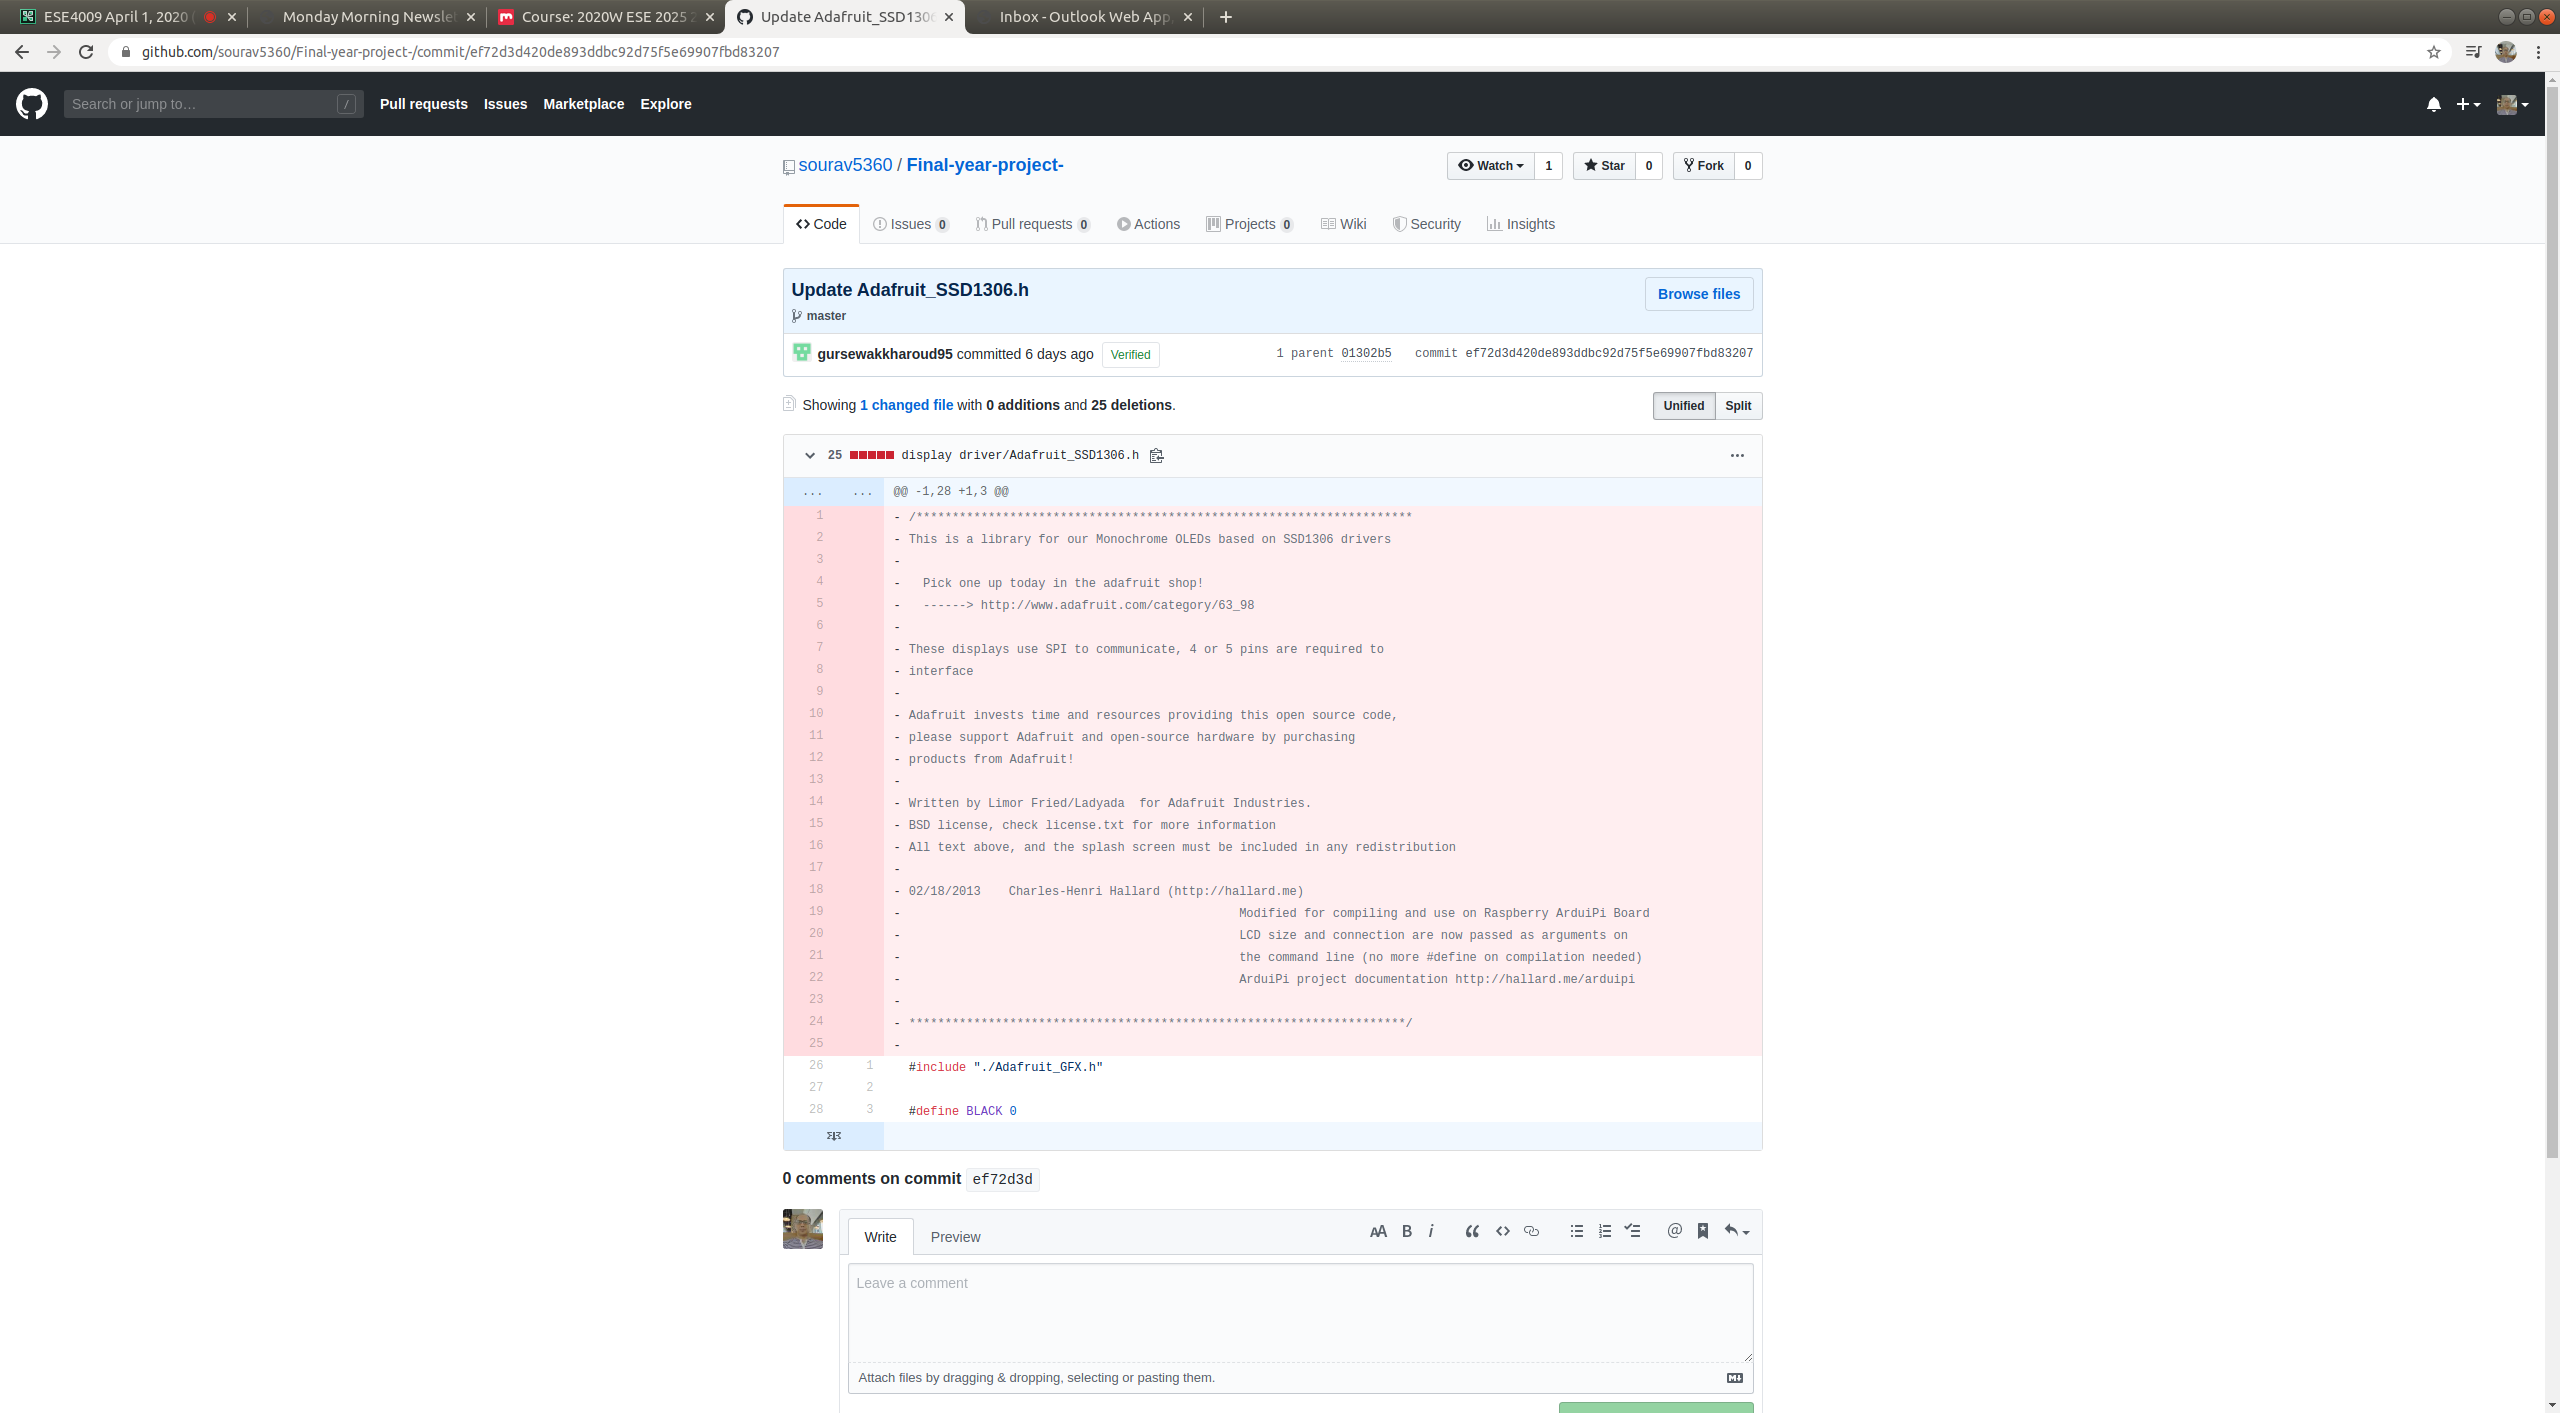 ESE4009 April 1, 2020 (
Monday Morning Newslet
Course: 2020W ESE 2025 2
Update Adafruit_SSD1306
Inbox - Outlook Web App,
github.com/sourav5360/Final-year-project-/commit/ef72d3d420de893ddbc92d75f5e69907fbd83207
Search or jump to…
/
Pull requests
Issues
Marketplace
Explore
sourav5360 / Final-year-project-
Watch 1
Star 0
Fork 0
Code
Issues 0
Pull requests 0
Actions
Projects 0
Wiki
Security
Insights
Update Adafruit_SSD1306.h
Browse files
master
gursewakkharoud95 committed 6 days ago Verified
1 parent 01302b5 commit ef72d3d420de893ddbc92d75f5e69907fbd83207
Showing 1 changed file with 0 additions and 25 deletions.
Unified Split
25 display driver/Adafruit_SSD1306.h
... ... @@ -1,28 +1,3 @@
1 - /*********************************************************************
2 - This is a library for our Monochrome OLEDs based on SSD1306 drivers
3 -
4 - Pick one up today in the adafruit shop!
5 - ------> http://www.adafruit.com/category/63_98
6 -
7 - These displays use SPI to communicate, 4 or 5 pins are required to
8 - interface
9 -
10 - Adafruit invests time and resources providing this open source code,
11 - please support Adafruit and open-source hardware by purchasing
12 - products from Adafruit!
13 -
14 - Written by Limor Fried/Ladyada  for Adafruit Industries.
15 - BSD license, check license.txt for more information
16 - All text above, and the splash screen must be included in any redistribution
17 -
18 - 02/18/2013 Charles-Henri Hallard (http://hallard.me)
19 - Modified for compiling and use on Raspberry ArduiPi Board
20 - LCD size and connection are now passed as arguments on
21 - the command line (no more #define on compilation needed)
22 - ArduiPi project documentation http://hallard.me/arduipi
23 -
24 - *********************************************************************/
25 -
26 1 #include "./Adafruit_GFX.h"
27 2
28 3 #define BLACK 0
0 comments on commit ef72d3d
Write
Preview
Leave a comment
Attach files by dragging & dropping, selecting or pasting them.